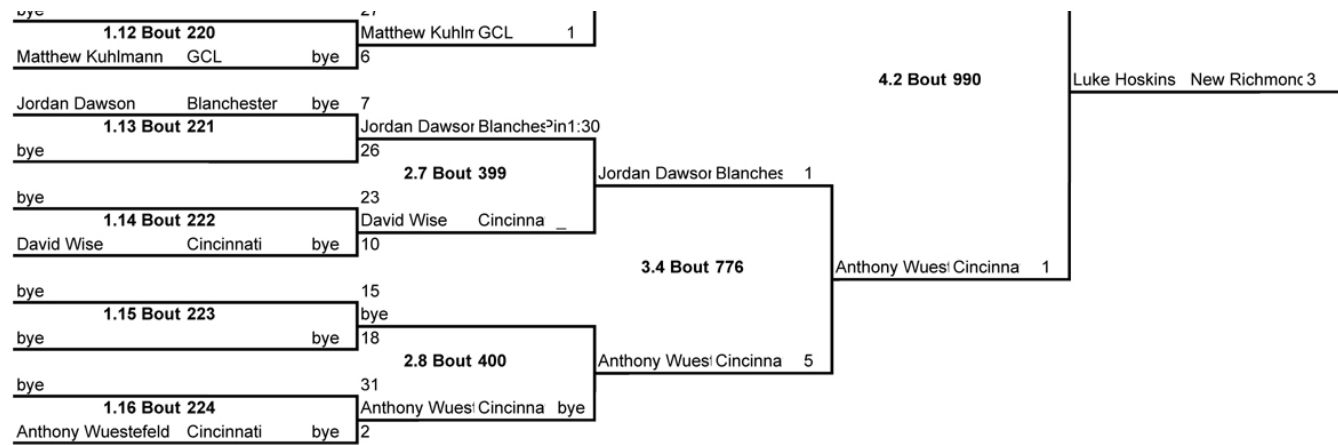 bye 27
1.12 Bout 220 Matthew Kuhlm GCL 1
Matthew Kuhlmann GCL bye 6
4.2 Bout 990 Luke Hoskins New Richmond 3
Jordan Dawson Blanchester bye 7
1.13 Bout 221 Jordan Dawsor Blanches Pin1:30
bye 26
2.7 Bout 399 Jordan Dawsor Blanches 1
bye 23
1.14 Bout 222 David Wise Cincinna _
David Wise Cincinnati bye 10
3.4 Bout 776 Anthony Wuest Cincinna 1
bye 15
1.15 Bout 223 bye
bye bye 18
2.8 Bout 400 Anthony Wuest Cincinna 5
bye 31
1.16 Bout 224 Anthony Wuest Cincinna bye
Anthony Wuestefeld Cincinnati bye 2